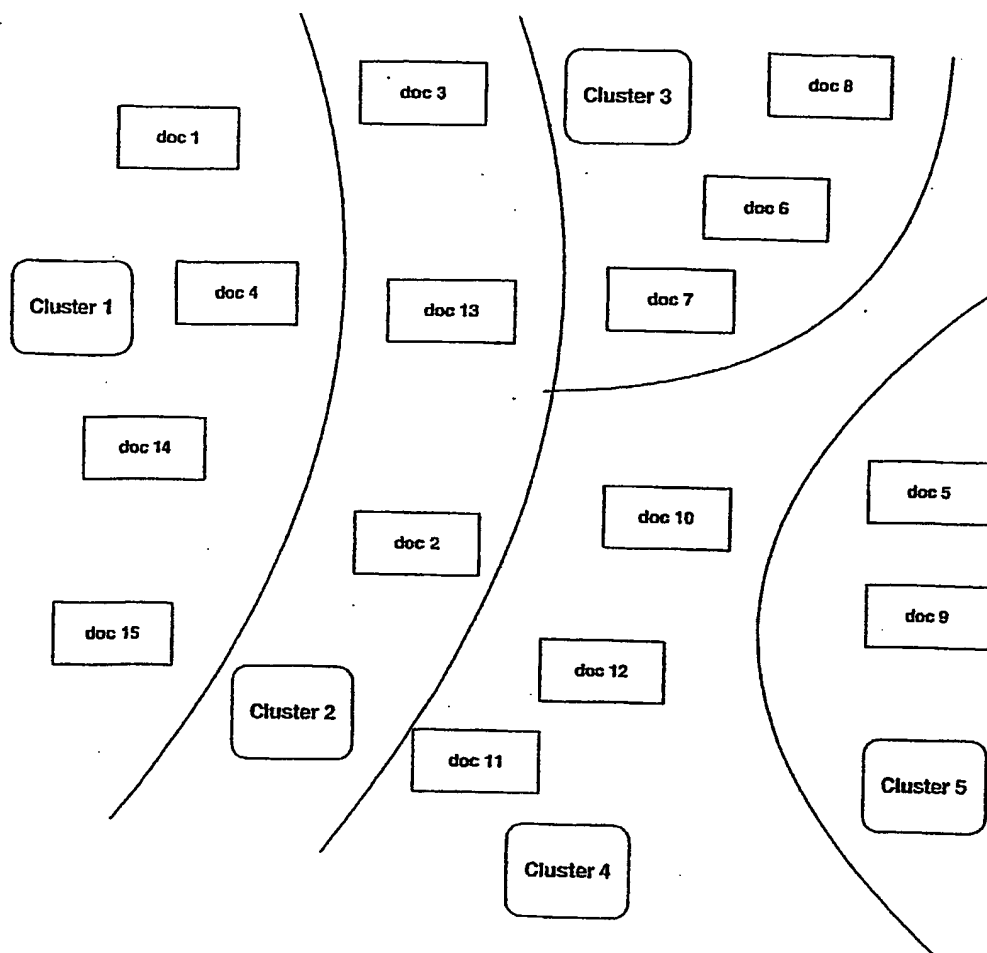 doc 3
Cluster 3
doc 8
doc 1
doc 6
doc 4
Cluster 1
doc 13
doc 7
doc 14
doc 5
doc 10
doc 2
doc 9
doc 15
doc 12
Cluster 2
doc 11
Cluster 5
Cluster 4